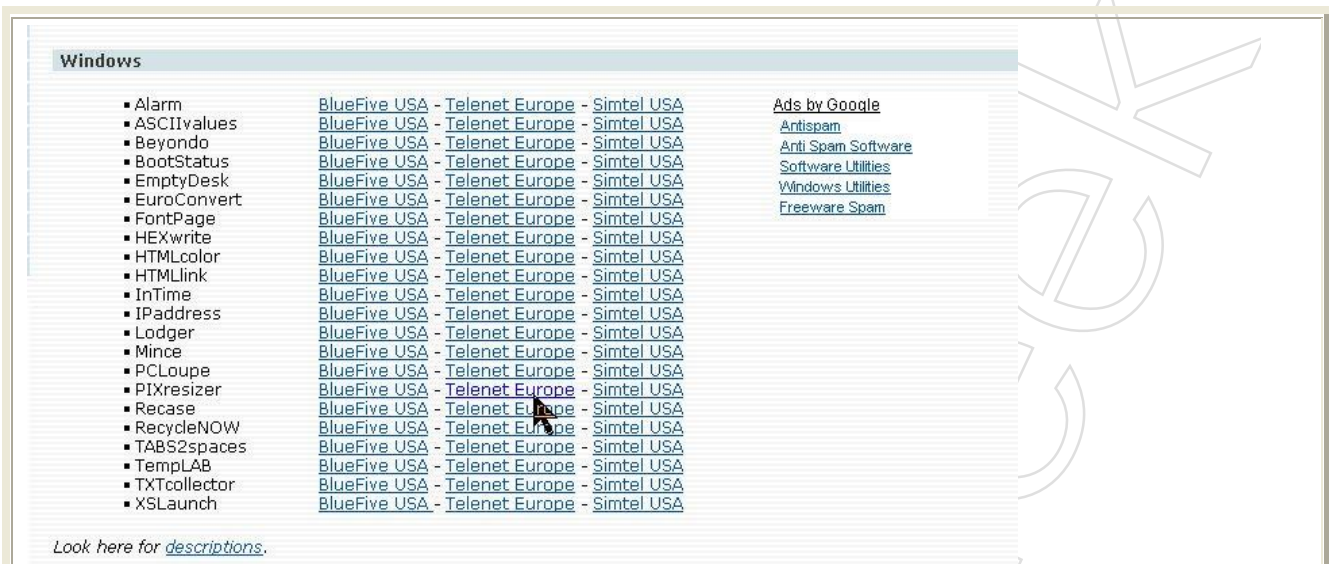 Windows
▪ Alarm BlueFive USA - Telenet Europe - Simtel USA
▪ ASCIIvalues BlueFive USA - Telenet Europe - Simtel USA
▪ Beyondo BlueFive USA - Telenet Europe - Simtel USA
▪ BootStatus BlueFive USA - Telenet Europe - Simtel USA
▪ EmptyDesk BlueFive USA - Telenet Europe - Simtel USA
▪ EuroConvert BlueFive USA - Telenet Europe - Simtel USA
▪ FontPage BlueFive USA - Telenet Europe - Simtel USA
▪ HEXwrite BlueFive USA - Telenet Europe - Simtel USA
▪ HTMLcolor BlueFive USA - Telenet Europe - Simtel USA
▪ HTMLlink BlueFive USA - Telenet Europe - Simtel USA
▪ InTime BlueFive USA - Telenet Europe - Simtel USA
▪ IPaddress BlueFive USA - Telenet Europe - Simtel USA
▪ Lodger BlueFive USA - Telenet Europe - Simtel USA
▪ Mince BlueFive USA - Telenet Europe - Simtel USA
▪ PCLoupe BlueFive USA - Telenet Europe - Simtel USA
▪ PIXresizer BlueFive USA - Telenet Europe - Simtel USA
▪ Recase BlueFive USA - Telenet Europe - Simtel USA
▪ RecycleNOW BlueFive USA - Telenet Europe - Simtel USA
▪ TABS2spaces BlueFive USA - Telenet Europe - Simtel USA
▪ TempLAB BlueFive USA - Telenet Europe - Simtel USA
▪ TXTcollector BlueFive USA - Telenet Europe - Simtel USA
▪ XSLaunch BlueFive USA - Telenet Europe - Simtel USA
Ads by Google
Antispam
Anti Spam Software
Software Utilities
Windows Utilities
Freeware Spam
Look here for descriptions.